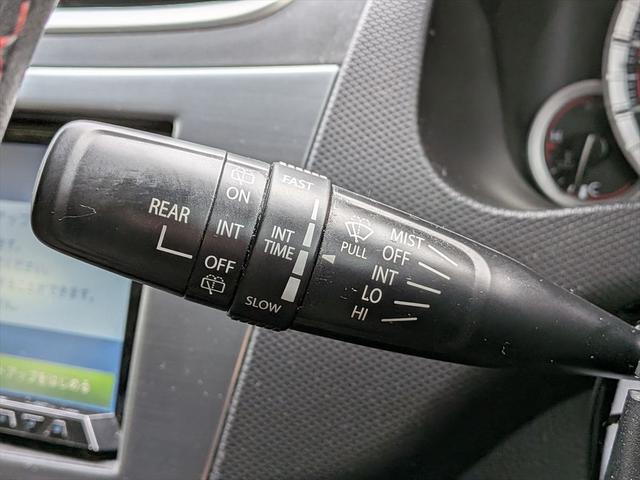 REAR
ON
INT
OFF
FAST
INT
TIME
SLOW
PULL
MIST
OFF
INT
LO
HI
C